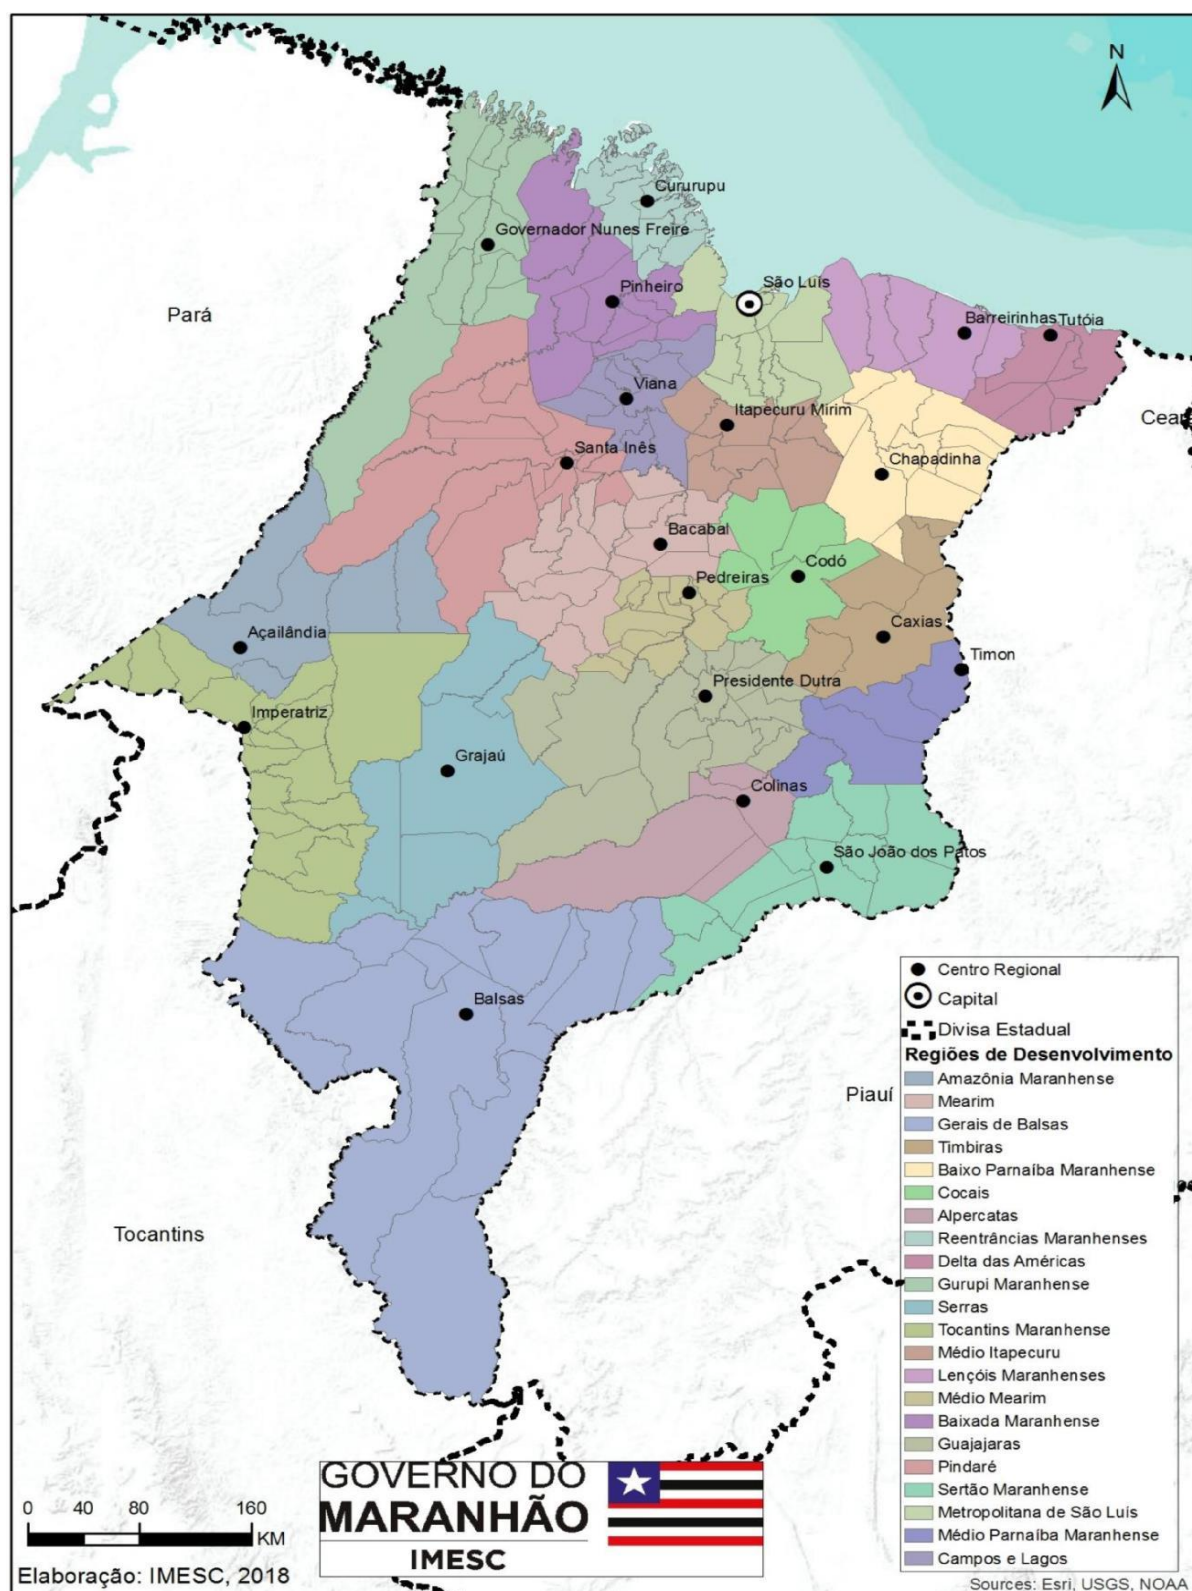 N
Cururupu
Governador Nunes Freire
Pará
Pinheiro
São Luís
Barreirinhas
Tutóia
Viana
Itapecuru Mirim
Santa Inês
Chapadinha
Bacabal
Codó
Pedreiras
Açailândia
Caxias
Timon
Presidente Dutra
Imperatriz
Grajaú
Colinas
São João dos Patos
Balsas
Piauí
Tocantins
Centro Regional
Capital
Divisa Estadual
Regiões de Desenvolvimento
Amazônia Maranhense
Mearim
Gerais de Balsas
Timbiras
Baixo Parnaíba Maranhense
Cocais
Alpercatas
Reentrâncias Maranhenses
Delta das Américas
Gurupi Maranhense
Serras
Tocantins Maranhense
Médio Itapecuru
Lençóis Maranhenses
Médio Mearim
Baixada Maranhense
Guajajaras
Pindaré
Sertão Maranhense
Metropolitana de São Luis
Médio Parnaíba Maranhense
Campos e Lagos
0 40 80 160
KM
GOVERNO DO
MARANHÃO
IMESC
Elaboração: IMESC, 2018
Sources: Esri, USGS, NOAA